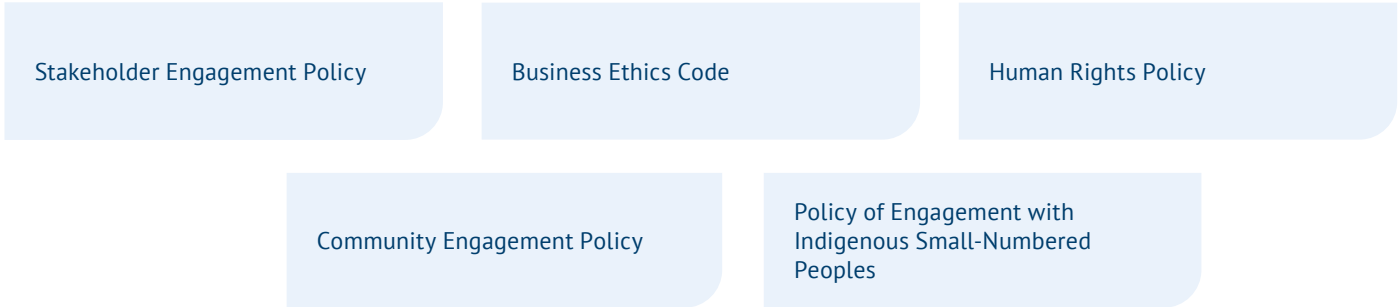 Stakeholder Engagement Policy
Business Ethics Code
Human Rights Policy
Community Engagement Policy
Policy of Engagement with
Indigenous Small-Numbered
Peoples